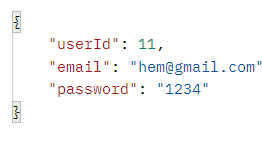 {
"userId": 11,
"email": "hem@gmail.com"
"password": "1234"
}